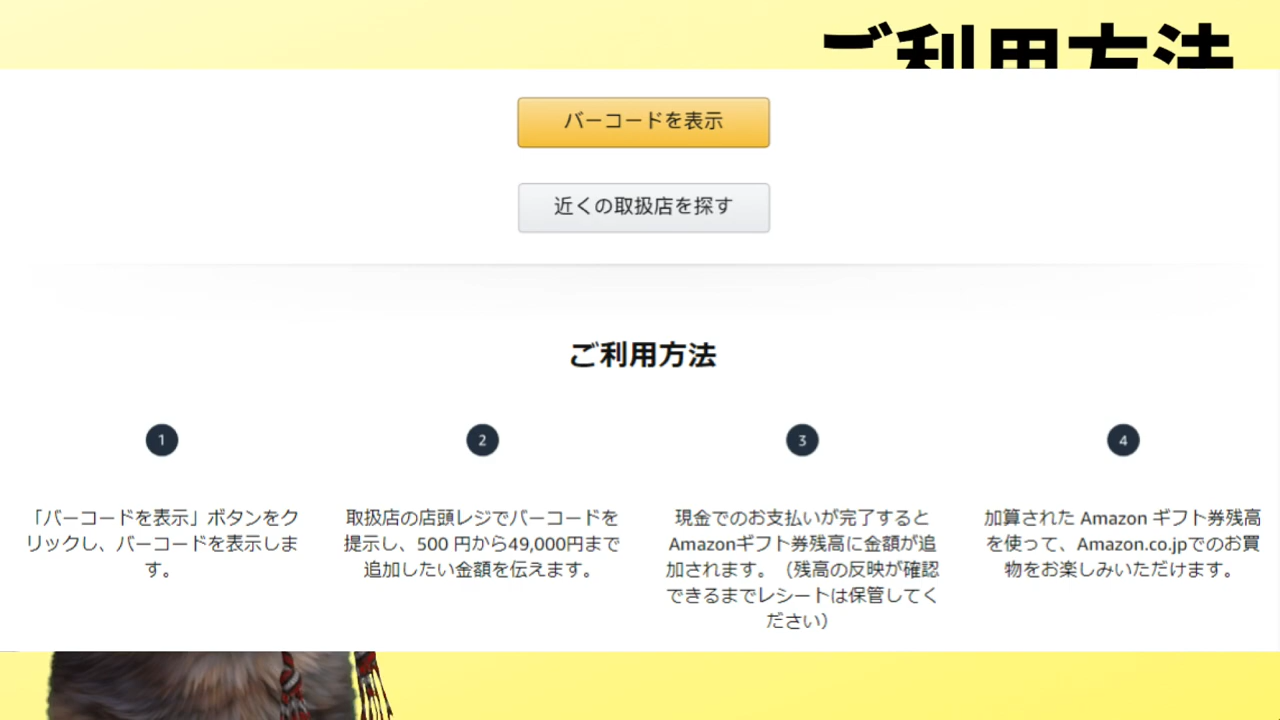 ご利用方法
バーコードを表示
近くの取扱店を探す
ご利用方法
1
「バーコードを表示」ボタンをク
リックし、バーコードを表示しま
す。
2
取扱店の店頭レジでバーコードを
提示し、500 円から49,000円まで
追加したい金額を伝えます。
3
現金でのお支払いが完了すると
Amazonギフト券残高に金額が追
加されます。（残高の反映が確認
できるまでレシートは保管してく
ださい）
4
加算された Amazon ギフト券残高
を使って、Amazon.co.jpでのお買
物をお楽しみいただけます。